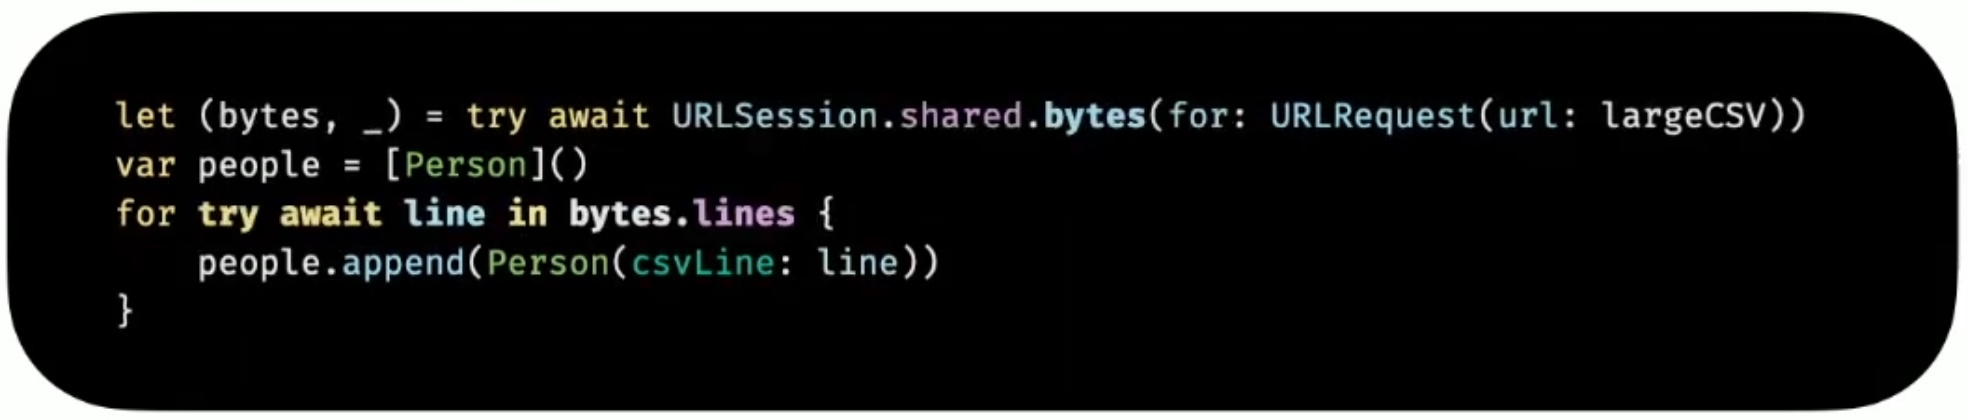 let (bytes, _) = try await URLSession.shared.bytes(for: URLRequest(url: largeCSV))
var people = [Person]()
for try await line in bytes.lines {
    people.append(Person(csvLine: line))
}